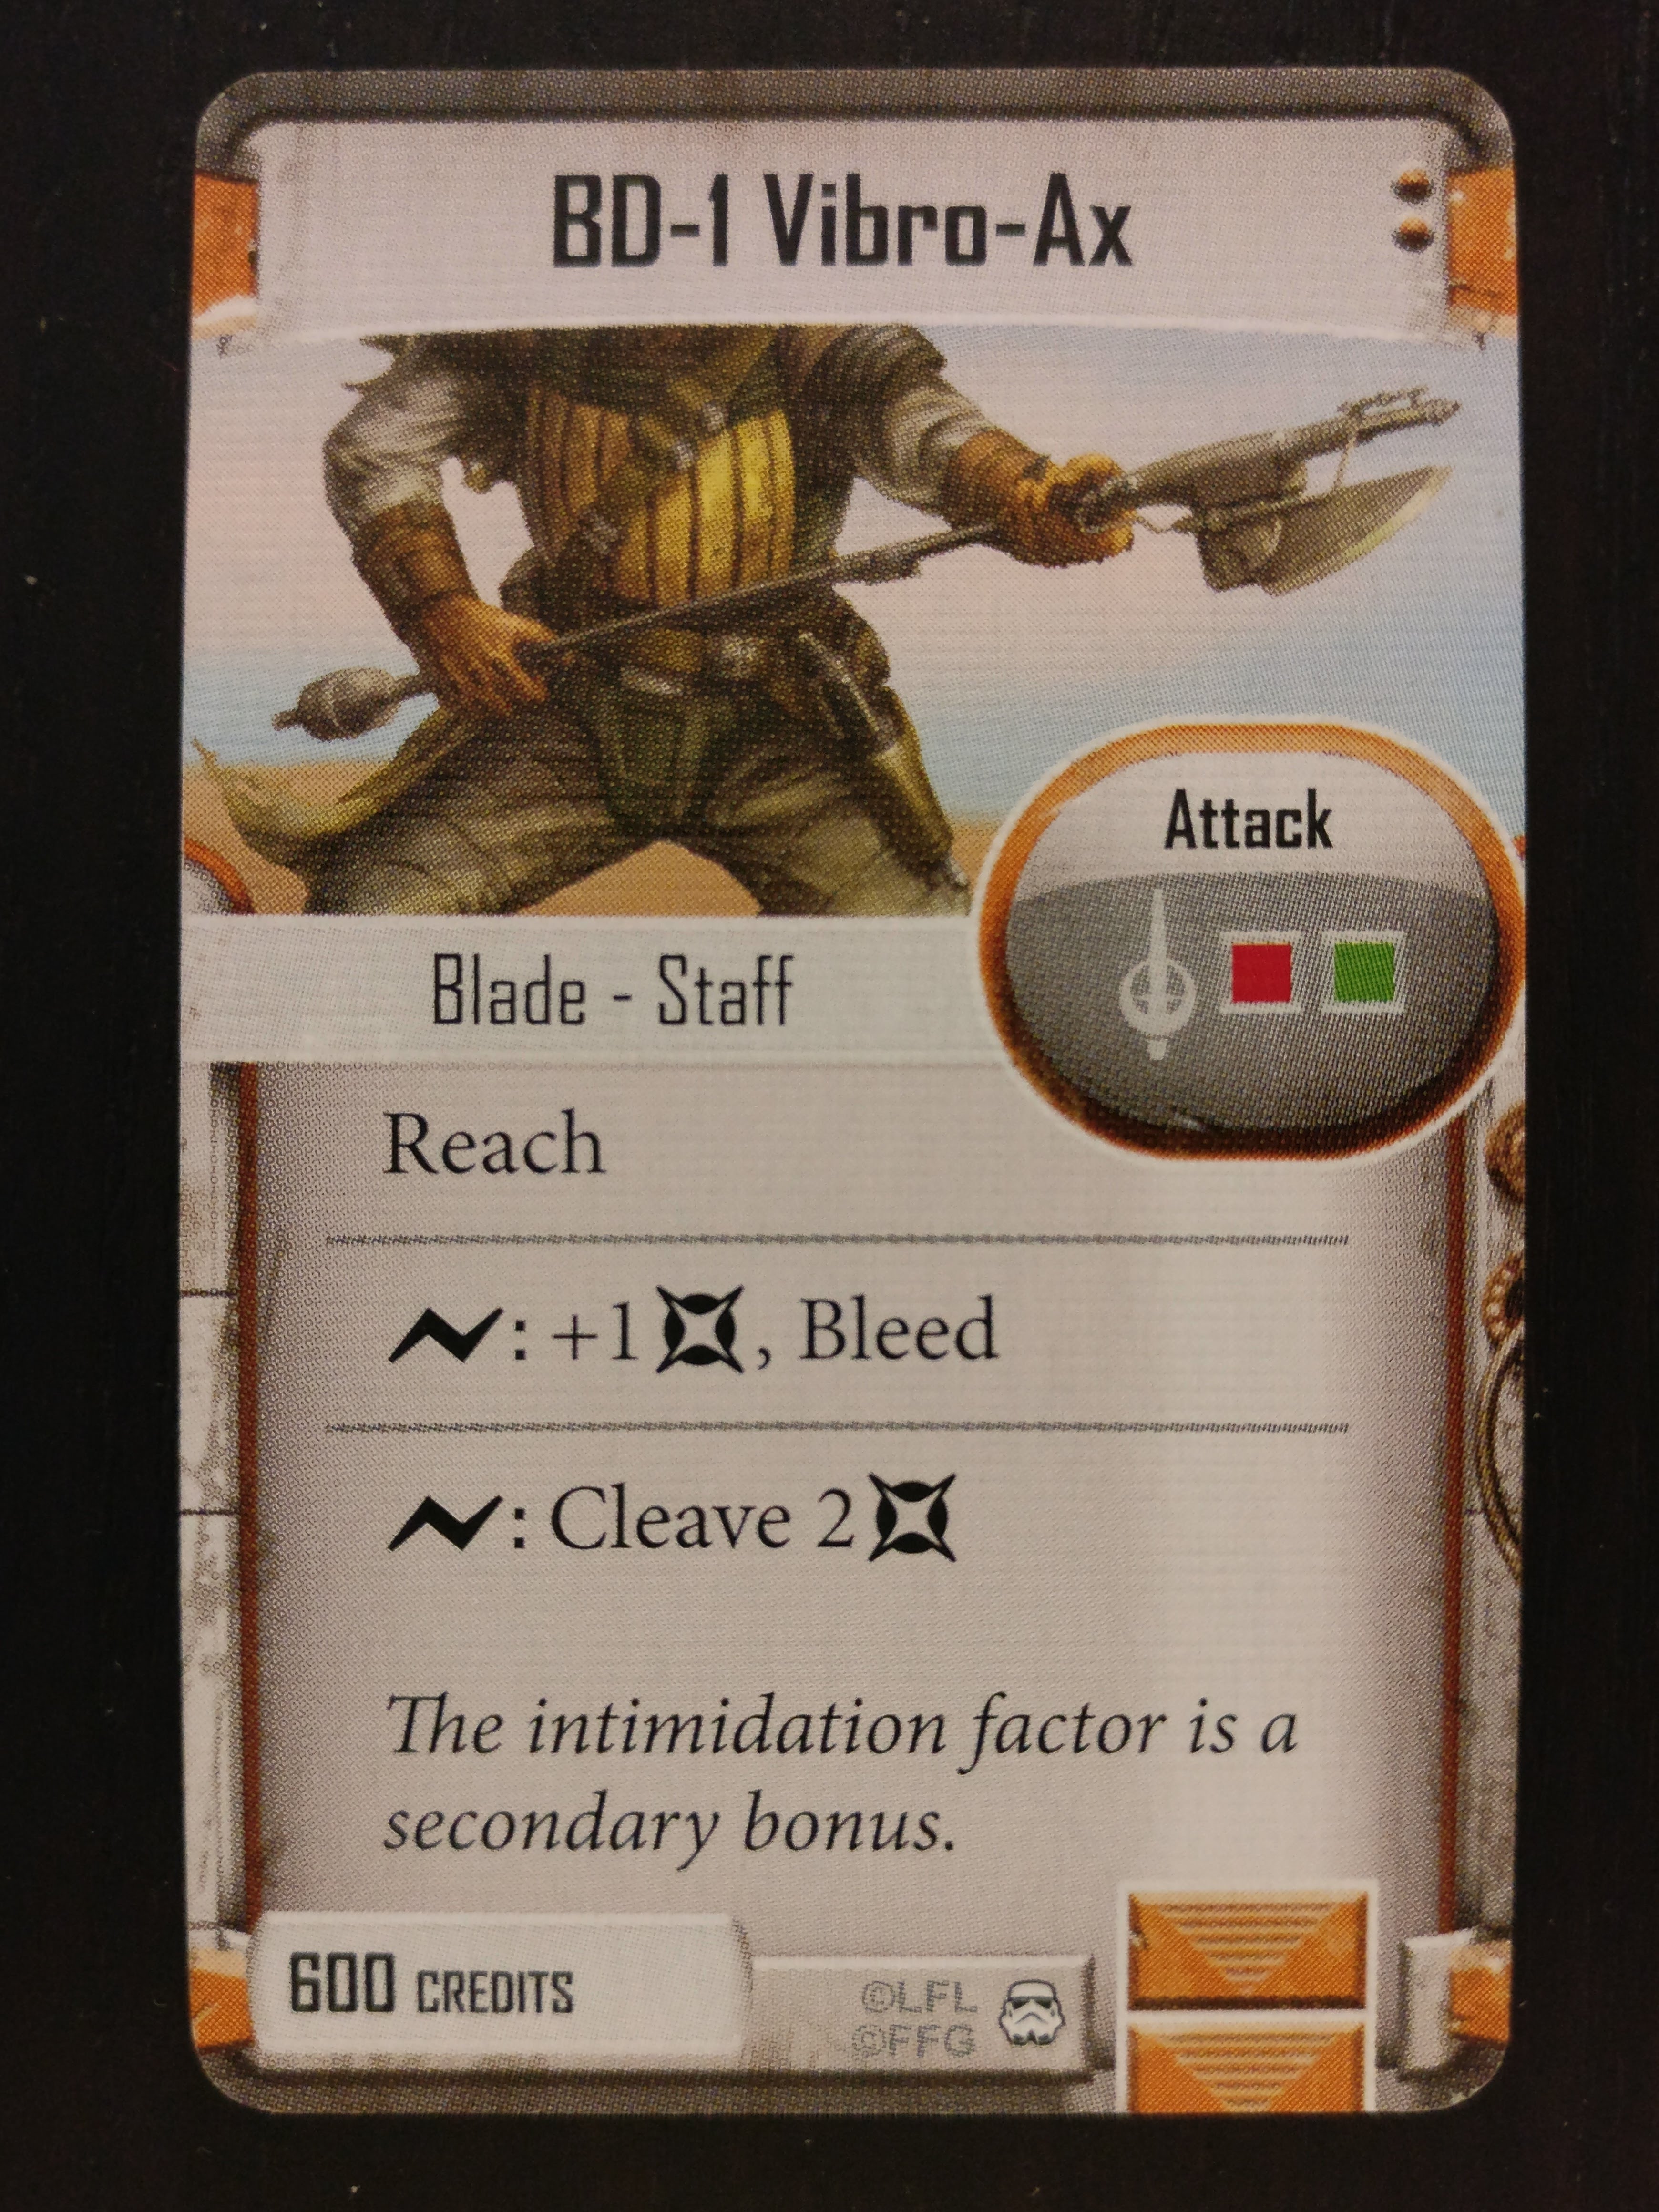 BD-1 Vibro-Ax
Attack
Blade - Staff
Reach
: +1, Bleed
: Cleave 2
The intimidation factor is a
secondary bonus.
600 CREDITS
©LFL
©FFG